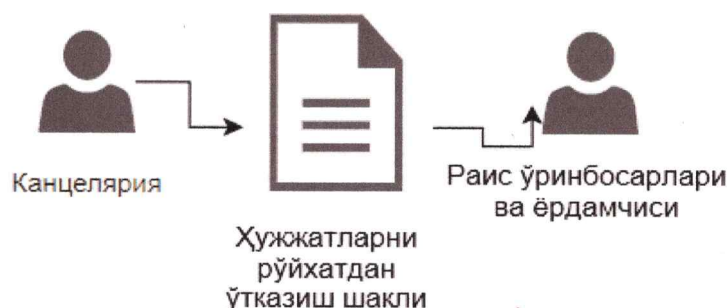 Канцелярия
Ҳужжатларни
рўйхатдан
ўтказиш шакли
Раис ўринбосарлари
ва ёрдамчиси